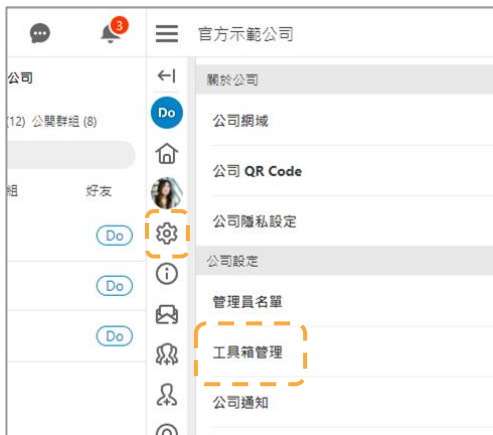 3
官方示範公司
公司
關於公司
Do
(12) 公開群組 (8)
公司網域
公司 QR Code
組
好友
公司隱私設定
Do
公司設定
Do
管理員名單
Do
工具箱管理
公司通知